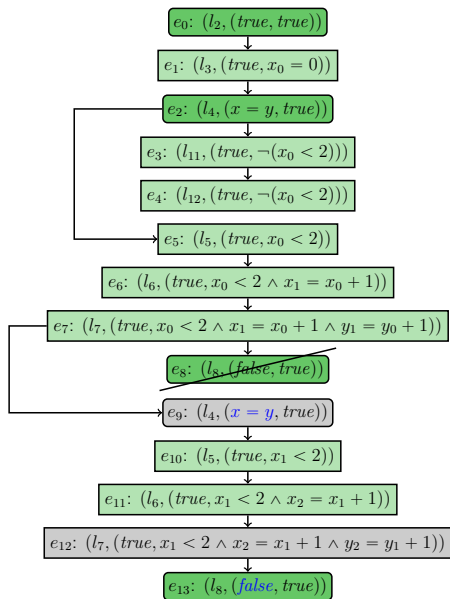 e₀: (l₂, (true, true))
e₁: (l₃, (true, x₀ = 0))
e₂: (l₄, (x = y, true))
e₃: (l₁₁, (true, ¬(x₀ < 2)))
e₄: (l₁₂, (true, ¬(x₀ < 2)))
e₅: (l₅, (true, x₀ < 2))
e₆: (l₆, (true, x₀ < 2 ∧ x₁ = x₀ + 1))
e₇: (l₇, (true, x₀ < 2 ∧ x₁ = x₀ + 1 ∧ y₁ = y₀ + 1))
e₈: (l₈, (false, true))
e₉: (l₄, (x = y, true))
e₁₀: (l₅, (true, x₁ < 2))
e₁₁: (l₆, (true, x₁ < 2 ∧ x₂ = x₁ + 1))
e₁₂: (l₇, (true, x₁ < 2 ∧ x₂ = x₁ + 1 ∧ y₂ = y₁ + 1))
e₁₃: (l₈, (false, true))